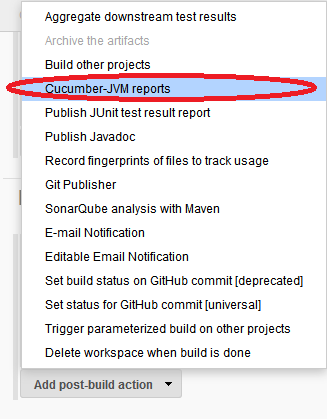 Aggregate downstream test results
Archive the artifacts
Build other projects
Cucumber-JVM reports
Publish JUnit test result report
Publish Javadoc
Record fingerprints of files to track usage
Git Publisher
SonarQube analysis with Maven
E-mail Notification
Editable Email Notification
Set build status on GitHub commit [deprecated]
Set status for GitHub commit [universal]
Trigger parameterized build on other projects
Delete workspace when build is done
Add post-build action